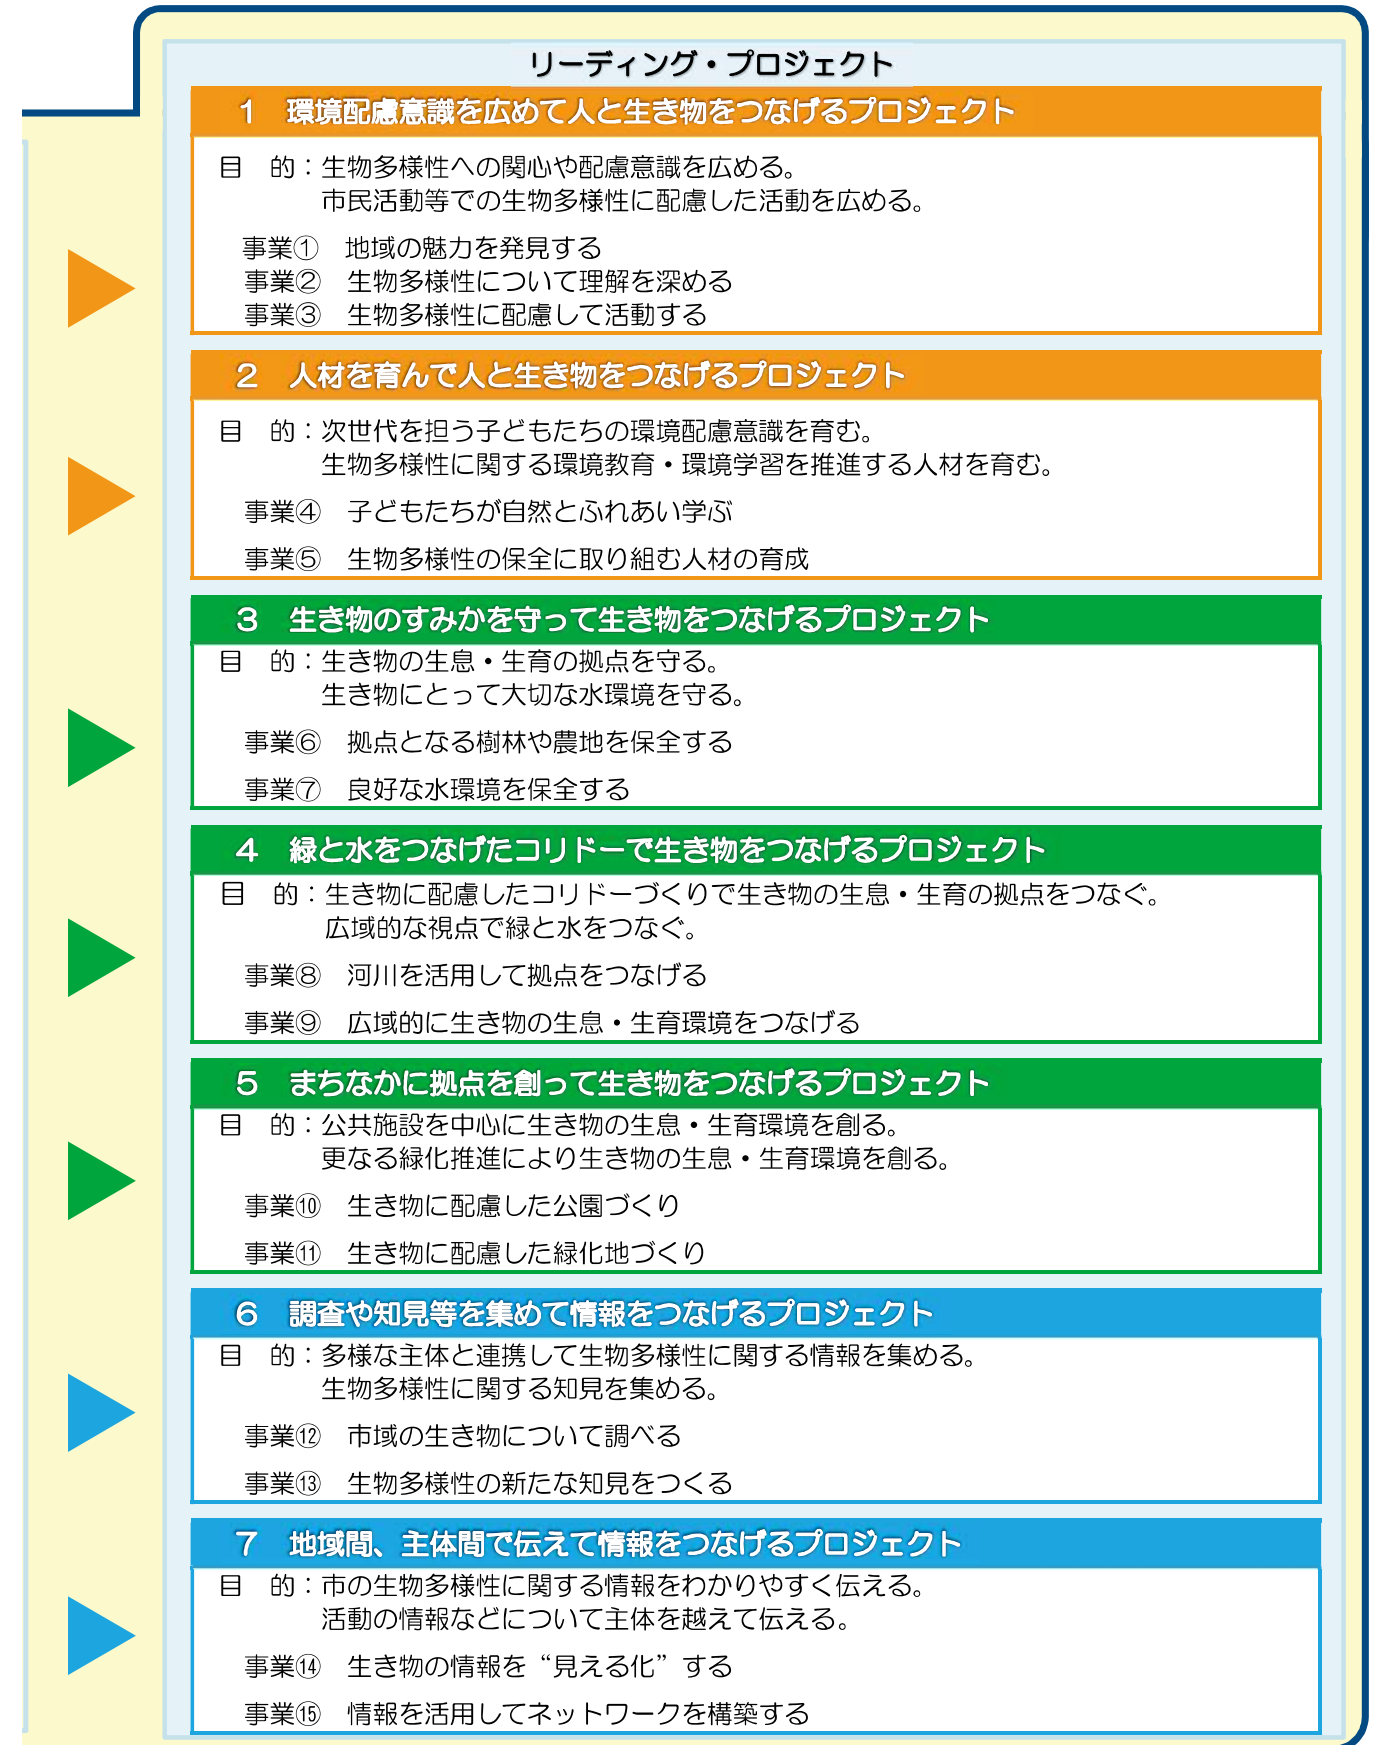 リーディング・プロジェクト
1　環境配慮意識を広めて人と生き物をつなげるプロジェクト
目　的：生物多様性への関心や配慮意識を広める。
市民活動等での生物多様性に配慮した活動を広める。
事業①　地域の魅力を発見する
事業②　生物多様性について理解を深める
事業③　生物多様性に配慮して活動する
2　人材を育んで人と生き物をつなげるプロジェクト
目　的：次世代を担う子どもたちの環境配慮意識を育む。
生物多様性に関する環境教育・環境学習を推進する人材を育む。
事業④　子どもたちが自然とふれあい学ぶ
事業⑤　生物多様性の保全に取り組む人材の育成
3　生き物のすみかを守って生き物をつなげるプロジェクト
目　的：生き物の生息・生育の拠点を守る。
生き物にとって大切な水環境を守る。
事業⑥　拠点となる樹林や農地を保全する
事業⑦　良好な水環境を保全する
4　緑と水をつなげたコリドーで生き物をつなげるプロジェクト
目　的：生き物に配慮したコリドーづくりで生き物の生息・生育の拠点をつなぐ。
広域的な視点で緑と水をつなぐ。
事業⑧　河川を活用して拠点をつなげる
事業⑨　広域的に生き物の生息・生育環境をつなげる
5　まちなかに拠点を創って生き物をつなげるプロジェクト
目　的：公共施設を中心に生き物の生息・生育環境を創る。
更なる緑化推進により生き物の生息・生育環境を創る。
事業⑩　生き物に配慮した公園づくり
事業⑪　生き物に配慮した緑化地づくり
6　調査や知見等を集めて情報をつなげるプロジェクト
目　的：多様な主体と連携して生物多様性に関する情報を集める。
生物多様性に関する知見を集める。
事業⑫　市域の生き物について調べる
事業⑬　生物多様性の新たな知見をつくる
7　地域間、主体間で伝えて情報をつなげるプロジェクト
目　的：市の生物多様性に関する情報をわかりやすく伝える。
活動の情報などについて主体を越えて伝える。
事業⑭　生き物の情報を“見える化”する
事業⑮　情報を活用してネットワークを構築する